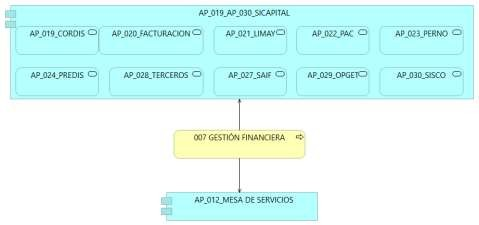 AP_019_AP_030_SICAPITAL
AP_019_CORDIS
AP_020_FACTURACION
AP_021_LIMAY
AP_022_PAC
AP_023_PERNO
AP_024_PREDIS
AP_028_TERCEROS
AP_027_SAIF
AP_029_OPGET
AP_030_SISCO
007 GESTIÓN FINANCIERA
AP_012_MESA DE SERVICIOS